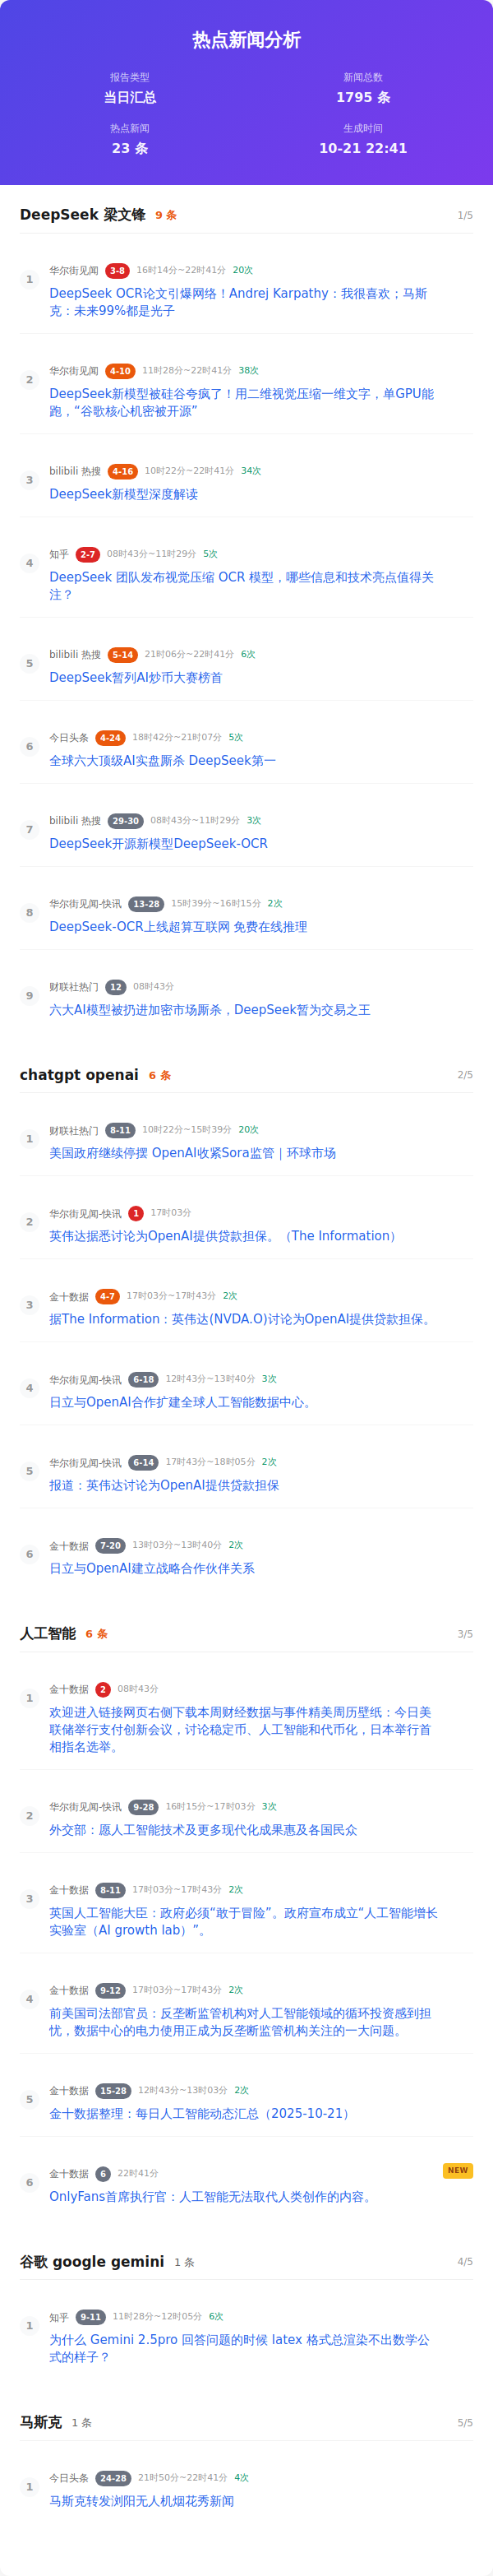 热点新闻分析
报告类型 新闻总数
当日汇总 1795 条
热点新闻 生成时间
23 条 10-21 22:41
DeepSeek 梁文锋 9 条 1/5
1 华尔街见闻 3-8 16时14分~22时41分 20次
DeepSeek OCR论文引爆网络！Andrej Karpathy：我很喜欢；马斯
克：未来99%都是光子
2 华尔街见闻 4-10 11时28分~22时41分 38次
DeepSeek新模型被硅谷夸疯了！用二维视觉压缩一维文字，单GPU能
跑，“谷歌核心机密被开源”
3 bilibili 热搜 4-16 10时22分~22时41分 34次
DeepSeek新模型深度解读
4 知乎 2-7 08时43分~11时29分 5次
DeepSeek 团队发布视觉压缩 OCR 模型，哪些信息和技术亮点值得关
注？
5 bilibili 热搜 5-14 21时06分~22时41分 6次
DeepSeek暂列AI炒币大赛榜首
6 今日头条 4-24 18时42分~21时07分 5次
全球六大顶级AI实盘厮杀 DeepSeek第一
7 bilibili 热搜 29-30 08时43分~11时29分 3次
DeepSeek开源新模型DeepSeek-OCR
8 华尔街见闻-快讯 13-28 15时39分~16时15分 2次
DeepSeek-OCR上线超算互联网 免费在线推理
9 财联社热门 12 08时43分
六大AI模型被扔进加密市场厮杀，DeepSeek暂为交易之王
chatgpt openai 6 条 2/5
1 财联社热门 8-11 10时22分~15时39分 20次
美国政府继续停摆 OpenAI收紧Sora监管｜环球市场
2 华尔街见闻-快讯 1 17时03分
英伟达据悉讨论为OpenAI提供贷款担保。（The Information）
3 金十数据 4-7 17时03分~17时43分 2次
据The Information：英伟达(NVDA.O)讨论为OpenAI提供贷款担保。
4 华尔街见闻-快讯 6-18 12时43分~13时40分 3次
日立与OpenAI合作扩建全球人工智能数据中心。
5 华尔街见闻-快讯 6-14 17时43分~18时05分 2次
报道：英伟达讨论为OpenAI提供贷款担保
6 金十数据 7-20 13时03分~13时40分 2次
日立与OpenAI建立战略合作伙伴关系
人工智能 6 条 3/5
1 金十数据 2 08时43分
欢迎进入链接网页右侧下载本周财经数据与事件精美周历壁纸：今日美
联储举行支付创新会议，讨论稳定币、人工智能和代币化，日本举行首
相指名选举。
2 华尔街见闻-快讯 9-28 16时15分~17时03分 3次
外交部：愿人工智能技术及更多现代化成果惠及各国民众
3 金十数据 8-11 17时03分~17时43分 2次
英国人工智能大臣：政府必须“敢于冒险”。政府宣布成立“人工智能增长
实验室（AI growth lab）”。
4 金十数据 9-12 17时03分~17时43分 2次
前美国司法部官员：反垄断监管机构对人工智能领域的循环投资感到担
忧，数据中心的电力使用正成为反垄断监管机构关注的一大问题。
5 金十数据 15-28 12时43分~13时03分 2次
金十数据整理：每日人工智能动态汇总（2025-10-21）
6 金十数据 6 22时41分 NEW
OnlyFans首席执行官：人工智能无法取代人类创作的内容。
谷歌 google gemini 1 条 4/5
1 知乎 9-11 11时28分~12时05分 6次
为什么 Gemini 2.5pro 回答问题的时候 latex 格式总渲染不出数学公
式的样子？
马斯克 1 条 5/5
1 今日头条 24-28 21时50分~22时41分 4次
马斯克转发浏阳无人机烟花秀新闻